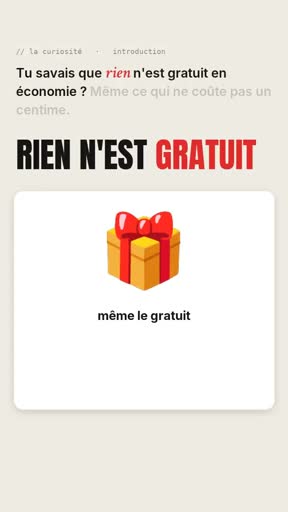 // la curiosité · introduction
Tu savais que rien n'est gratuit en
économie ? Même ce qui ne coûte pas un
centime.
RIEN N'EST GRATUIT
même le gratuit